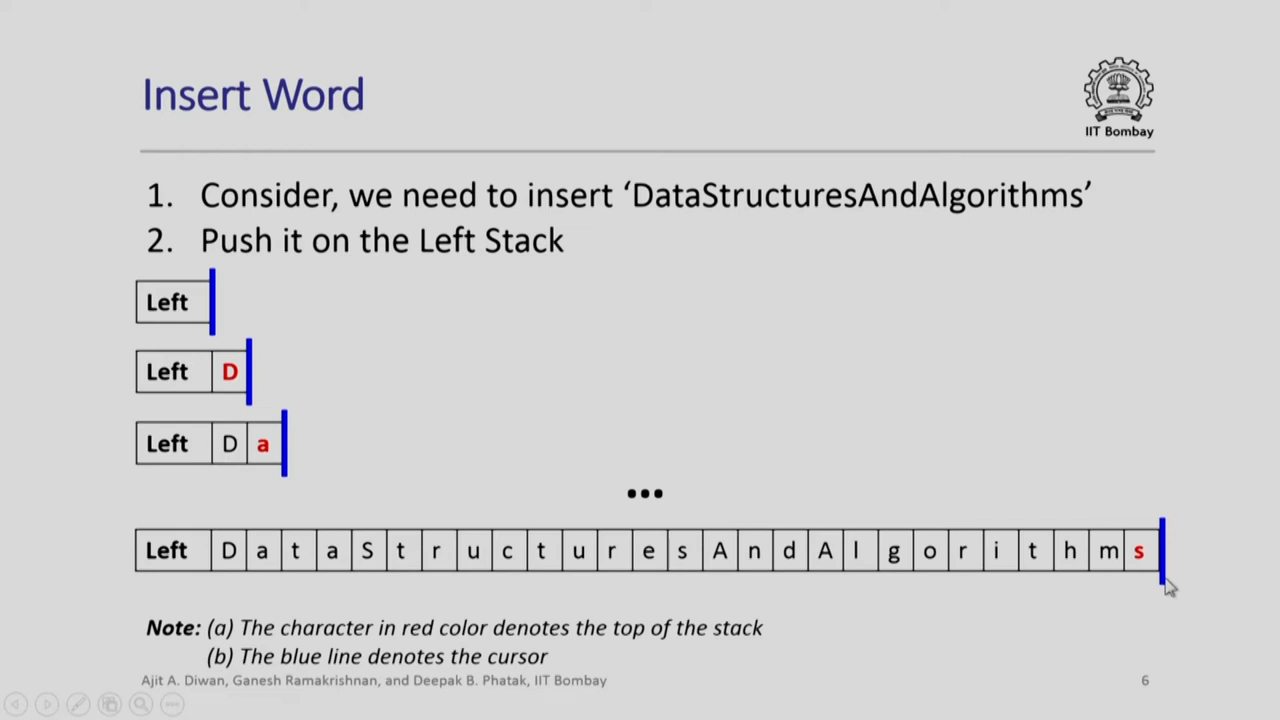 Insert Word
IIT Bombay
1. Consider, we need to insert ‘DataStructuresAndAlgorithms’
2. Push it on the Left Stack
Left
Left D
Left D a
...
Left D a t a S t r u c t u r e s A n d A l g o r i t h m s
Note: (a) The character in red color denotes the top of the stack
(b) The blue line denotes the cursor
Ajit A. Diwan, Ganesh Ramakrishnan, and Deepak B. Phatak, IIT Bombay 6